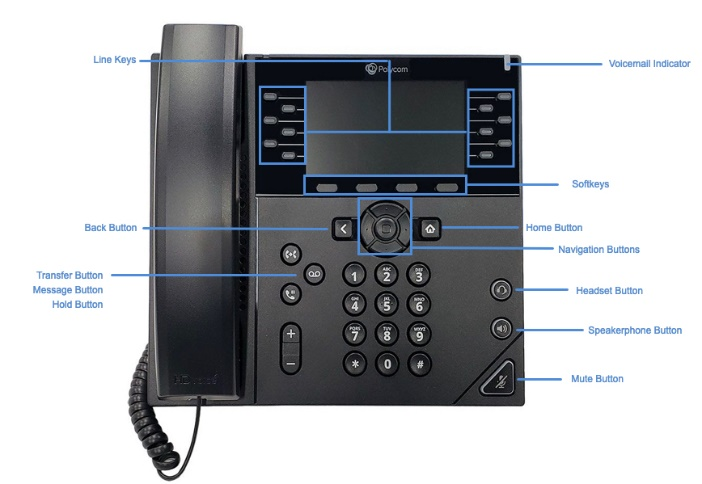 Line Keys
Polycom
Voicemail Indicator
Softkeys
Back Button
Home Button
Navigation Buttons
Transfer Button
Message Button
Hold Button
1
ABC
2
DEF
3
GHI
4
JKL
5
MNO
6
PQRS
7
TUV
8
WXYZ
9
*
0
#
+
−
Headset Button
Speakerphone Button
Mute Button